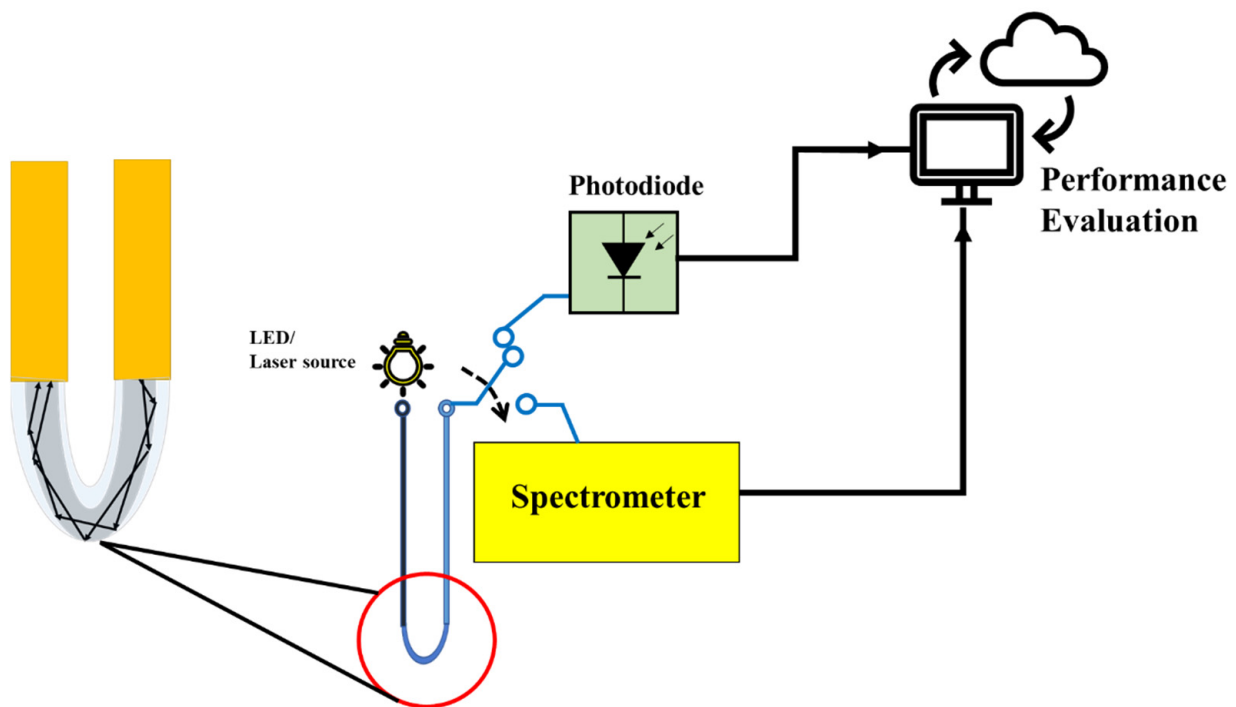 Photodiode
Performance
Evaluation
LED/
Laser source
Spectrometer